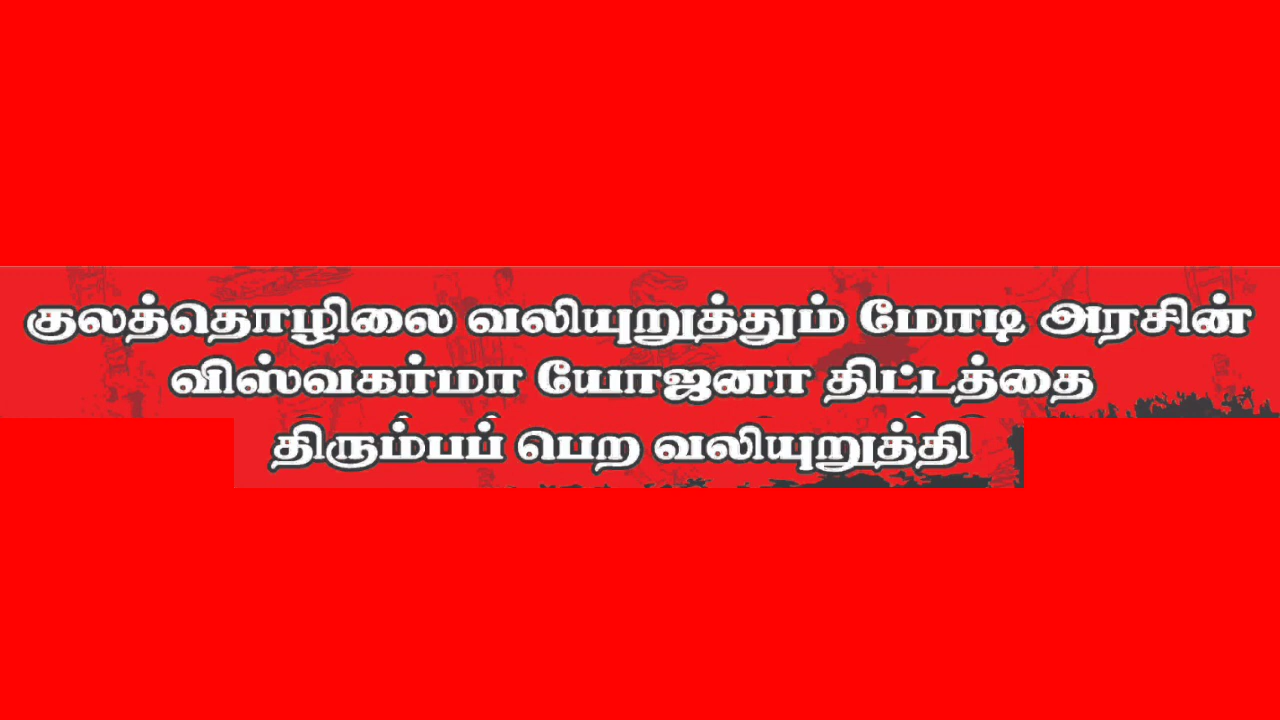 குலத்தொழிலை வலியுறுத்தும் மோடி அரசின்
விஸ்வகர்மா யோஜனா திட்டத்தை
திரும்பப் பெற வலியுறுத்தி